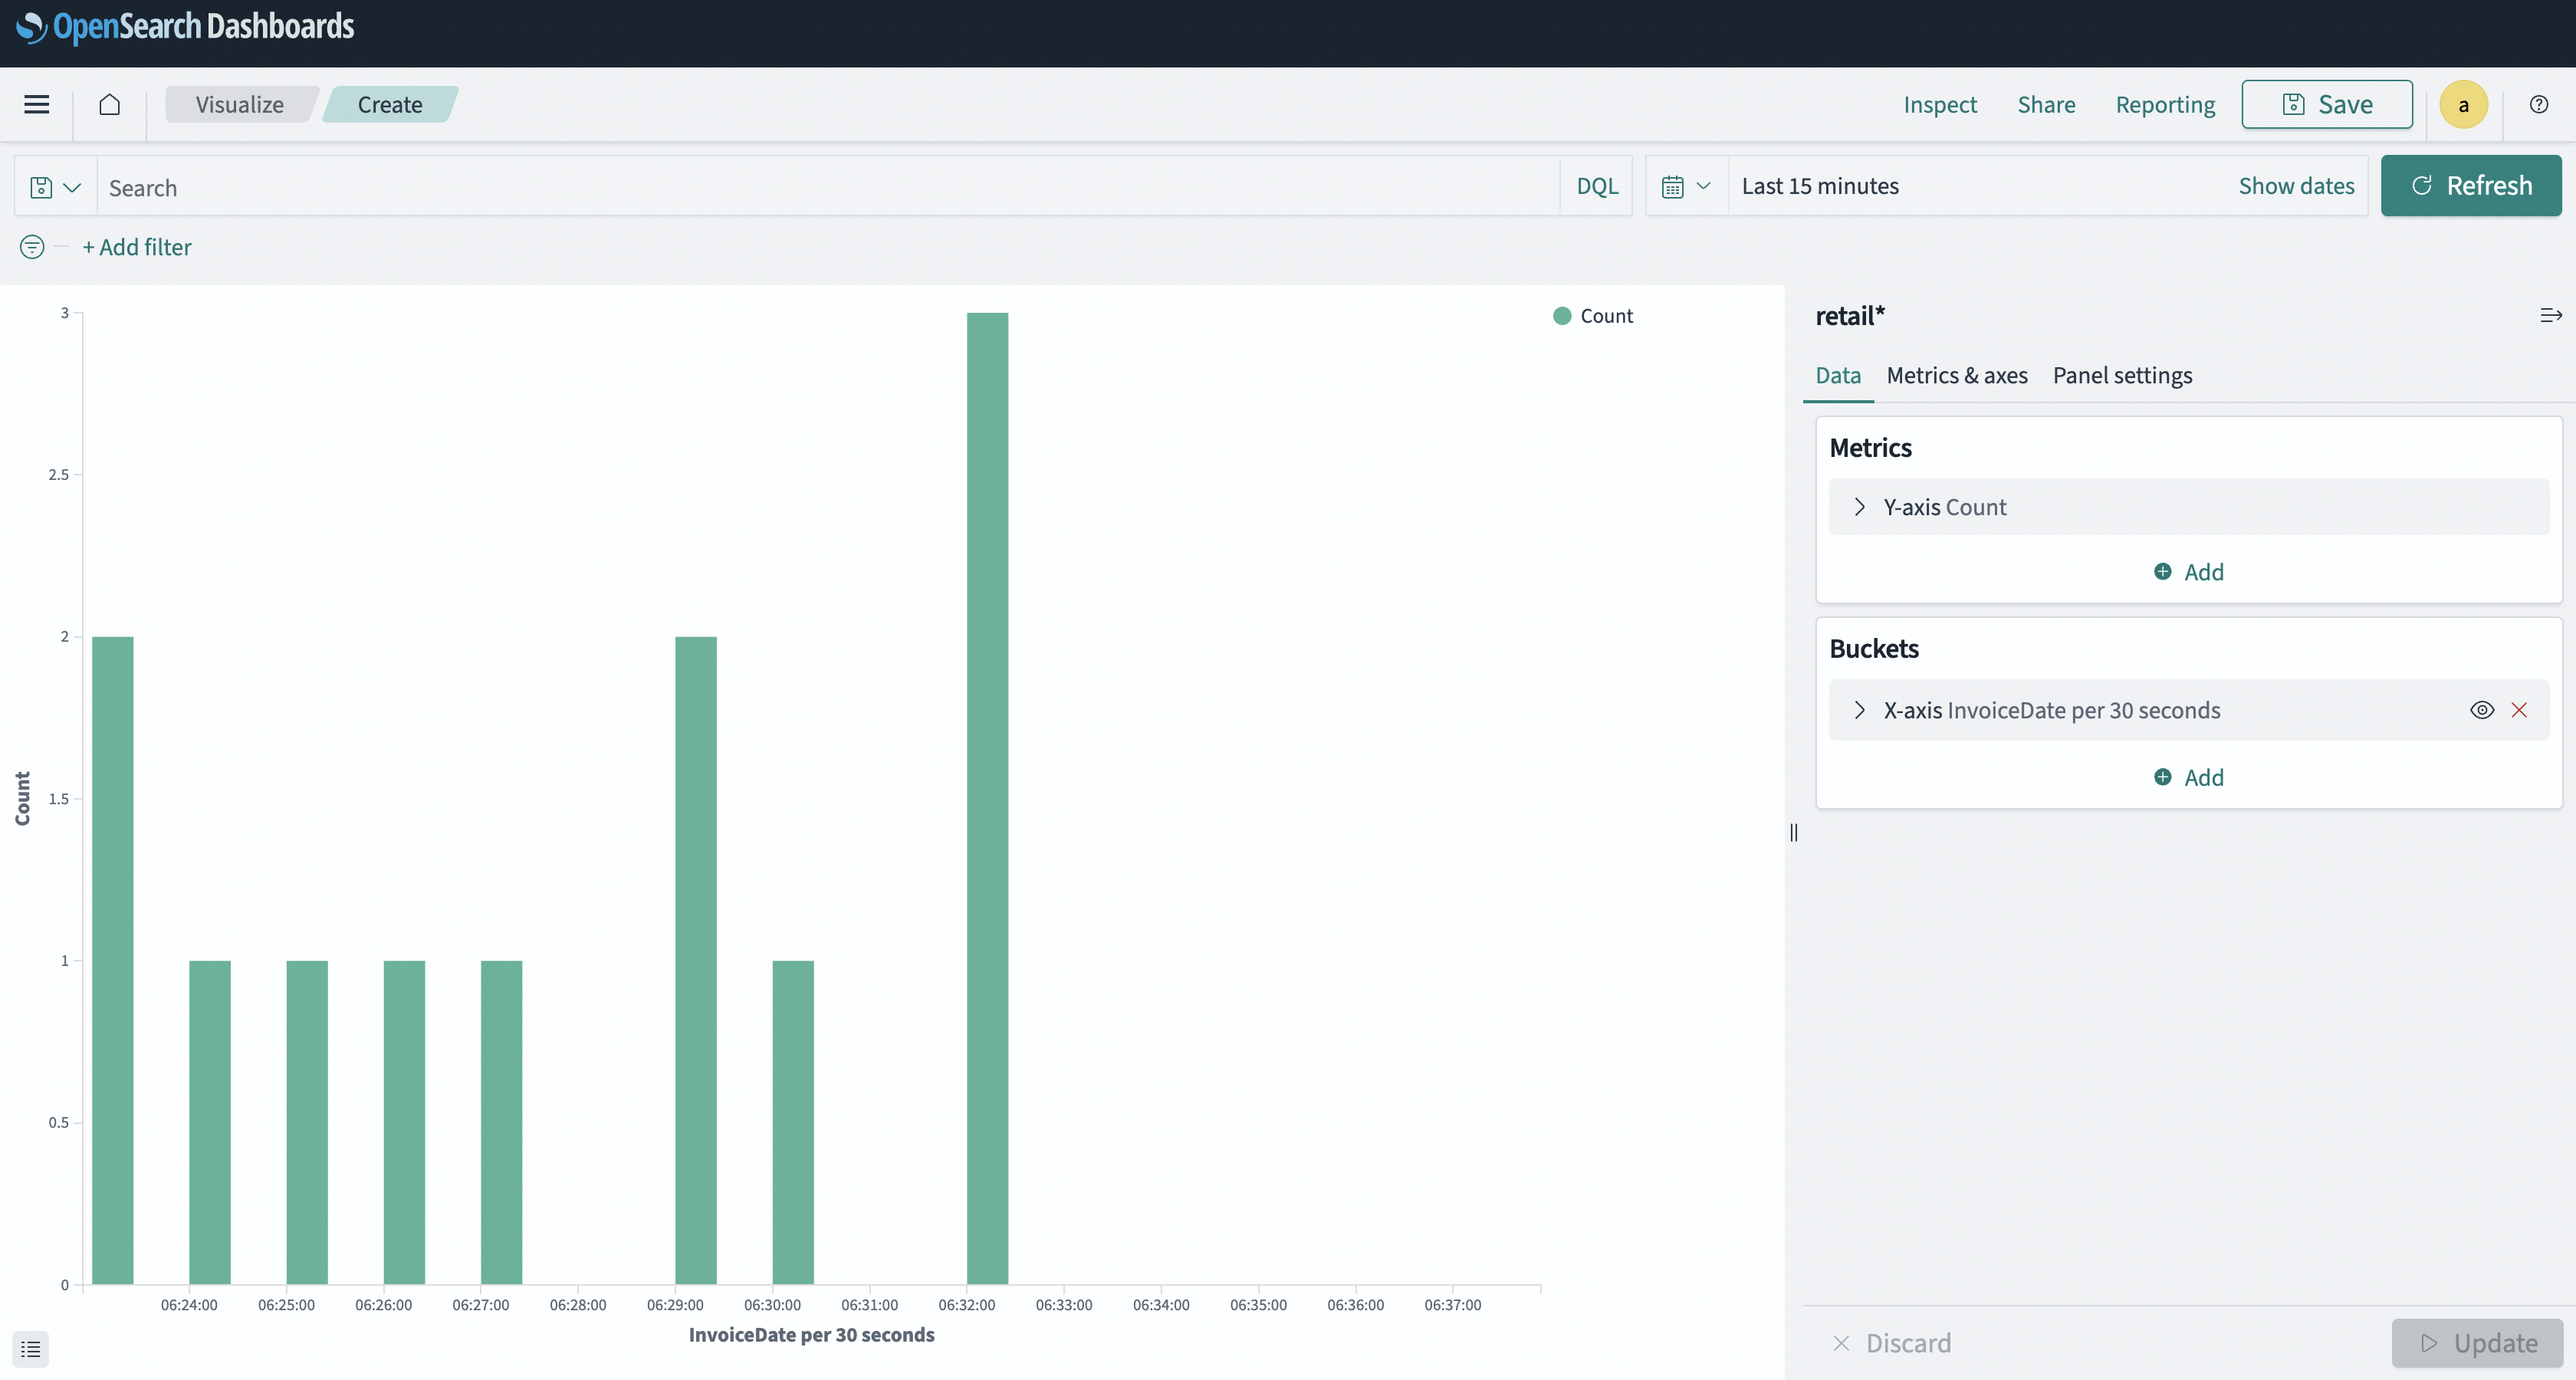 OpenSearch Dashboards
Visualize Create Inspect Share Reporting Save a
Search DQL Last 15 minutes Show dates Refresh
+ Add filter
3
2.5
2
1.5
1
0.5
0
Count
Count
06:24:00 06:25:00 06:26:00 06:27:00 06:28:00 06:29:00 06:30:00 06:31:00 06:32:00 06:33:00 06:34:00 06:35:00 06:36:00 06:37:00
InvoiceDate per 30 seconds
retail*
Data Metrics & axes Panel settings
Metrics
Y-axis Count
Add
Buckets
X-axis InvoiceDate per 30 seconds
Add
Discard Update